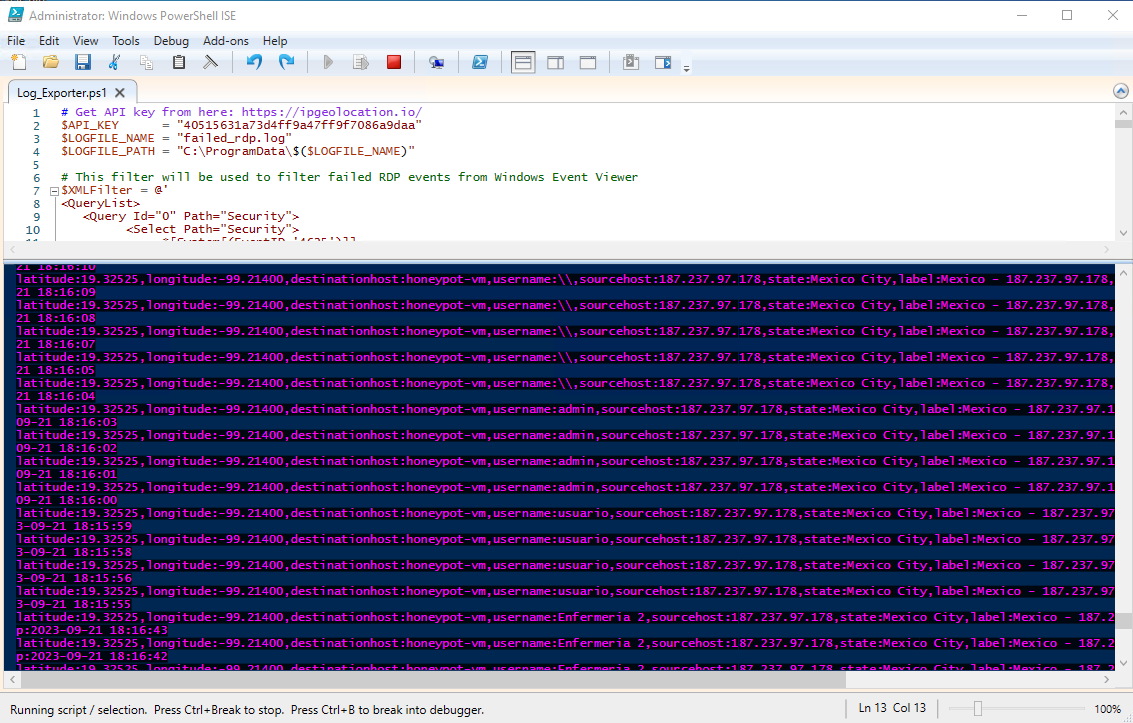 Administrator: Windows PowerShell ISE
File Edit View Tools Debug Add-ons Help
Log_Exporter.ps1
1 # Get API key from here: https://ipgeolocation.io/
2 $API_KEY = "40515631a73d4ff9a47ff9f7086a9daa"
3 $LOGFILE_NAME = "failed_rdp.log"
4 $LOGFILE_PATH = "C:\ProgramData\$($LOGFILE_NAME)"
5
6 # This filter will be used to filter failed RDP events from Windows Event Viewer
7 $XMLFilter = @'
8 <QueryList>
9 <Query Id="0" Path="Security">
10 <Select Path="Security">
11 *[System[(EventID='4625')]]
21 18:16:10
latitude:19.32525,longitude:-99.21400,destinationhost:honeypot-vm,username:\\,sourcehost:187.237.97.178,state:Mexico City,label:Mexico - 187.237.97.178,
21 18:16:09
latitude:19.32525,longitude:-99.21400,destinationhost:honeypot-vm,username:\\,sourcehost:187.237.97.178,state:Mexico City,label:Mexico - 187.237.97.178,
21 18:16:08
latitude:19.32525,longitude:-99.21400,destinationhost:honeypot-vm,username:\\,sourcehost:187.237.97.178,state:Mexico City,label:Mexico - 187.237.97.178,
21 18:16:07
latitude:19.32525,longitude:-99.21400,destinationhost:honeypot-vm,username:\\,sourcehost:187.237.97.178,state:Mexico City,label:Mexico - 187.237.97.178,
21 18:16:05
latitude:19.32525,longitude:-99.21400,destinationhost:honeypot-vm,username:\\,sourcehost:187.237.97.178,state:Mexico City,label:Mexico - 187.237.97.178,
21 18:16:04
latitude:19.32525,longitude:-99.21400,destinationhost:honeypot-vm,username:admin,sourcehost:187.237.97.178,state:Mexico City,label:Mexico - 187.237.97.1
09-21 18:16:03
latitude:19.32525,longitude:-99.21400,destinationhost:honeypot-vm,username:admin,sourcehost:187.237.97.178,state:Mexico City,label:Mexico - 187.237.97.1
09-21 18:16:02
latitude:19.32525,longitude:-99.21400,destinationhost:honeypot-vm,username:admin,sourcehost:187.237.97.178,state:Mexico City,label:Mexico - 187.237.97.1
09-21 18:16:01
latitude:19.32525,longitude:-99.21400,destinationhost:honeypot-vm,username:admin,sourcehost:187.237.97.178,state:Mexico City,label:Mexico - 187.237.97.1
09-21 18:16:00
latitude:19.32525,longitude:-99.21400,destinationhost:honeypot-vm,username:usuario,sourcehost:187.237.97.178,state:Mexico City,label:Mexico - 187.237.97
3-09-21 18:15:59
latitude:19.32525,longitude:-99.21400,destinationhost:honeypot-vm,username:usuario,sourcehost:187.237.97.178,state:Mexico City,label:Mexico - 187.237.97
3-09-21 18:15:58
latitude:19.32525,longitude:-99.21400,destinationhost:honeypot-vm,username:usuario,sourcehost:187.237.97.178,state:Mexico City,label:Mexico - 187.237.97
3-09-21 18:15:56
latitude:19.32525,longitude:-99.21400,destinationhost:honeypot-vm,username:usuario,sourcehost:187.237.97.178,state:Mexico City,label:Mexico - 187.237.97
3-09-21 18:15:55
latitude:19.32525,longitude:-99.21400,destinationhost:honeypot-vm,username:Enfermeria 2,sourcehost:187.237.97.178,state:Mexico City,label:Mexico - 187.2
p:2023-09-21 18:16:43
latitude:19.32525,longitude:-99.21400,destinationhost:honeypot-vm,username:Enfermeria 2,sourcehost:187.237.97.178,state:Mexico City,label:Mexico - 187.2
p:2023-09-21 18:16:42
latitude:19.32525,longitude:-99.21400,destinationhost:honeypot-vm,username:Enfermeria 2,sourcehost:187.237.97.178,state:Mexico City,label:Mexico - 187.2
Running script / selection. Press Ctrl+Break to stop. Press Ctrl+B to break into debugger.
Ln 13 Col 13
100%